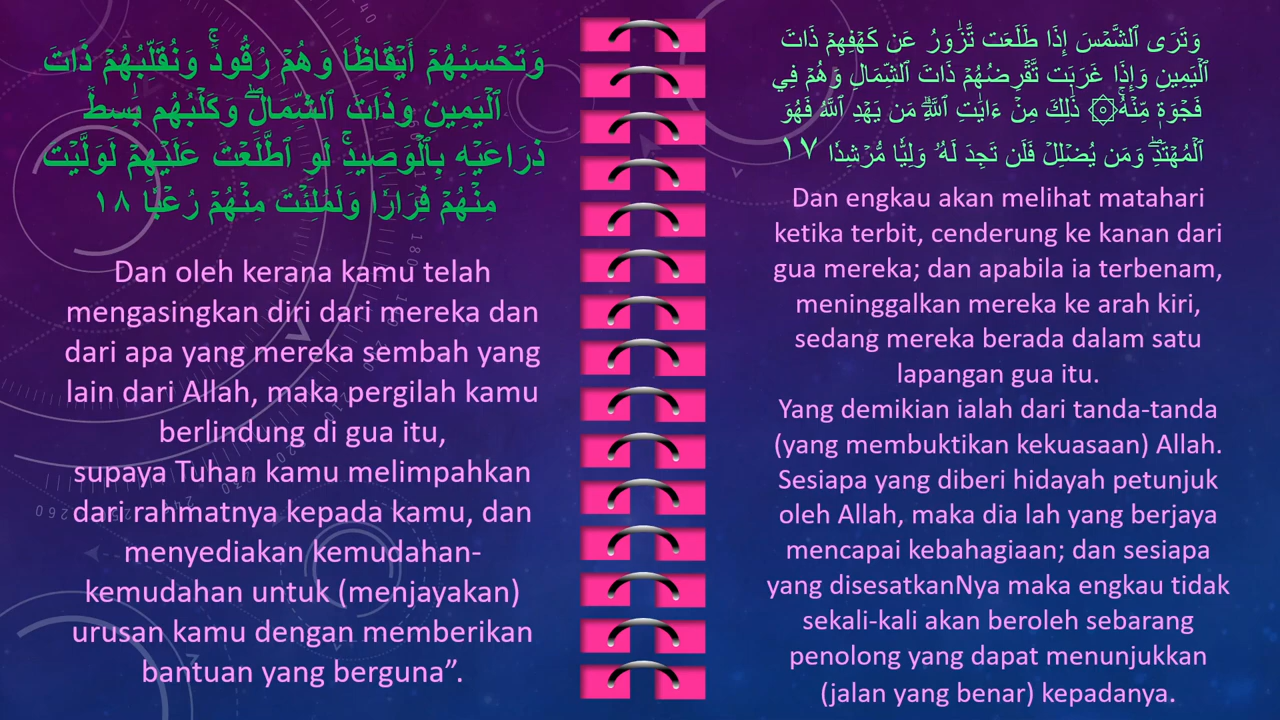 وَتَرَى ٱلشَّمۡسَ إِذَا طَلَعَت تَّزَٰوَرُ عَن كَهۡفِهِمۡ ذَاتَ
ٱلۡيَمِينِ وَإِذَا غَرَبَت تَّقۡرِضُهُمۡ ذَاتَ ٱلشِّمَالِ وَهُمۡ فِي
فَجۡوَةٖ مِّنۡهُۚ ذَٰلِكَ مِنۡ ءَايَٰتِ ٱللَّهِۗ مَن يَهۡدِ ٱللَّهُ فَهُوَ
ٱلۡمُهۡتَدِۖ وَمَن يُضۡلِلۡ فَلَن تَجِدَ لَهُۥ وَلِيّٗا مُّرۡشِدٗا ١٧
Dan engkau akan melihat matahari
ketika terbit, cenderung ke kanan dari
gua mereka; dan apabila ia terbenam,
meninggalkan mereka ke arah kiri,
sedang mereka berada dalam satu
lapangan gua itu.
Yang demikian ialah dari tanda-tanda
(yang membuktikan kekuasaan) Allah.
Sesiapa yang diberi hidayah petunjuk
oleh Allah, maka dia lah yang berjaya
mencapai kebahagiaan; dan sesiapa
yang disesatkanNya maka engkau tidak
sekali-kali akan beroleh sebarang
penolong yang dapat menunjukkan
(jalan yang benar) kepadanya.
وَتَحۡسَبُهُمۡ أَيۡقَاظٗا وَهُمۡ رُقُودٞۚ وَنُقَلِّبُهُمۡ ذَاتَ
ٱلۡيَمِينِ وَذَاتَ ٱلشِّمَالِۖ وَكَلۡبُهُم بَٰسِطٞ
ذِرَاعَيۡهِ بِٱلۡوَصِيدِۚ لَوِ ٱطَّلَعۡتَ عَلَيۡهِمۡ لَوَلَّيۡتَ
مِنۡهُمۡ فِرَارٗا وَلَمُلِئۡتَ مِنۡهُمۡ رُعۡبٗا ١٨
Dan oleh kerana kamu telah
mengasingkan diri dari mereka dan
dari apa yang mereka sembah yang
lain dari Allah, maka pergilah kamu
berlindung di gua itu,
supaya Tuhan kamu melimpahkan
dari rahmatnya kepada kamu, dan
menyediakan kemudahan-
kemudahan untuk (menjayakan)
urusan kamu dengan memberikan
bantuan yang berguna”.